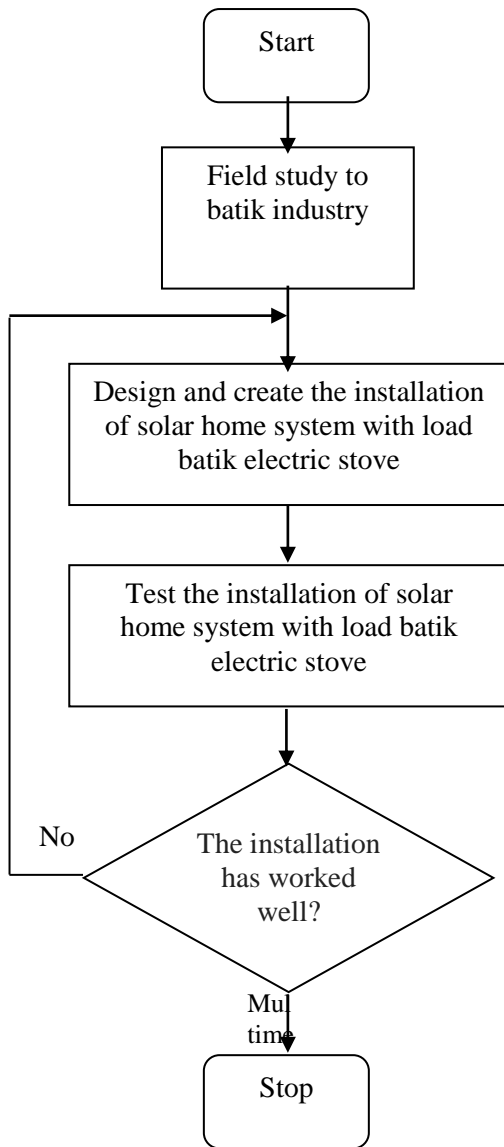 Start
Field study to
batik industry
Design and create the installation
of solar home system with load
batik electric stove
Test the installation of solar
home system with load batik
electric stove
No
The installation
has worked
well?
Mul
time
Stop